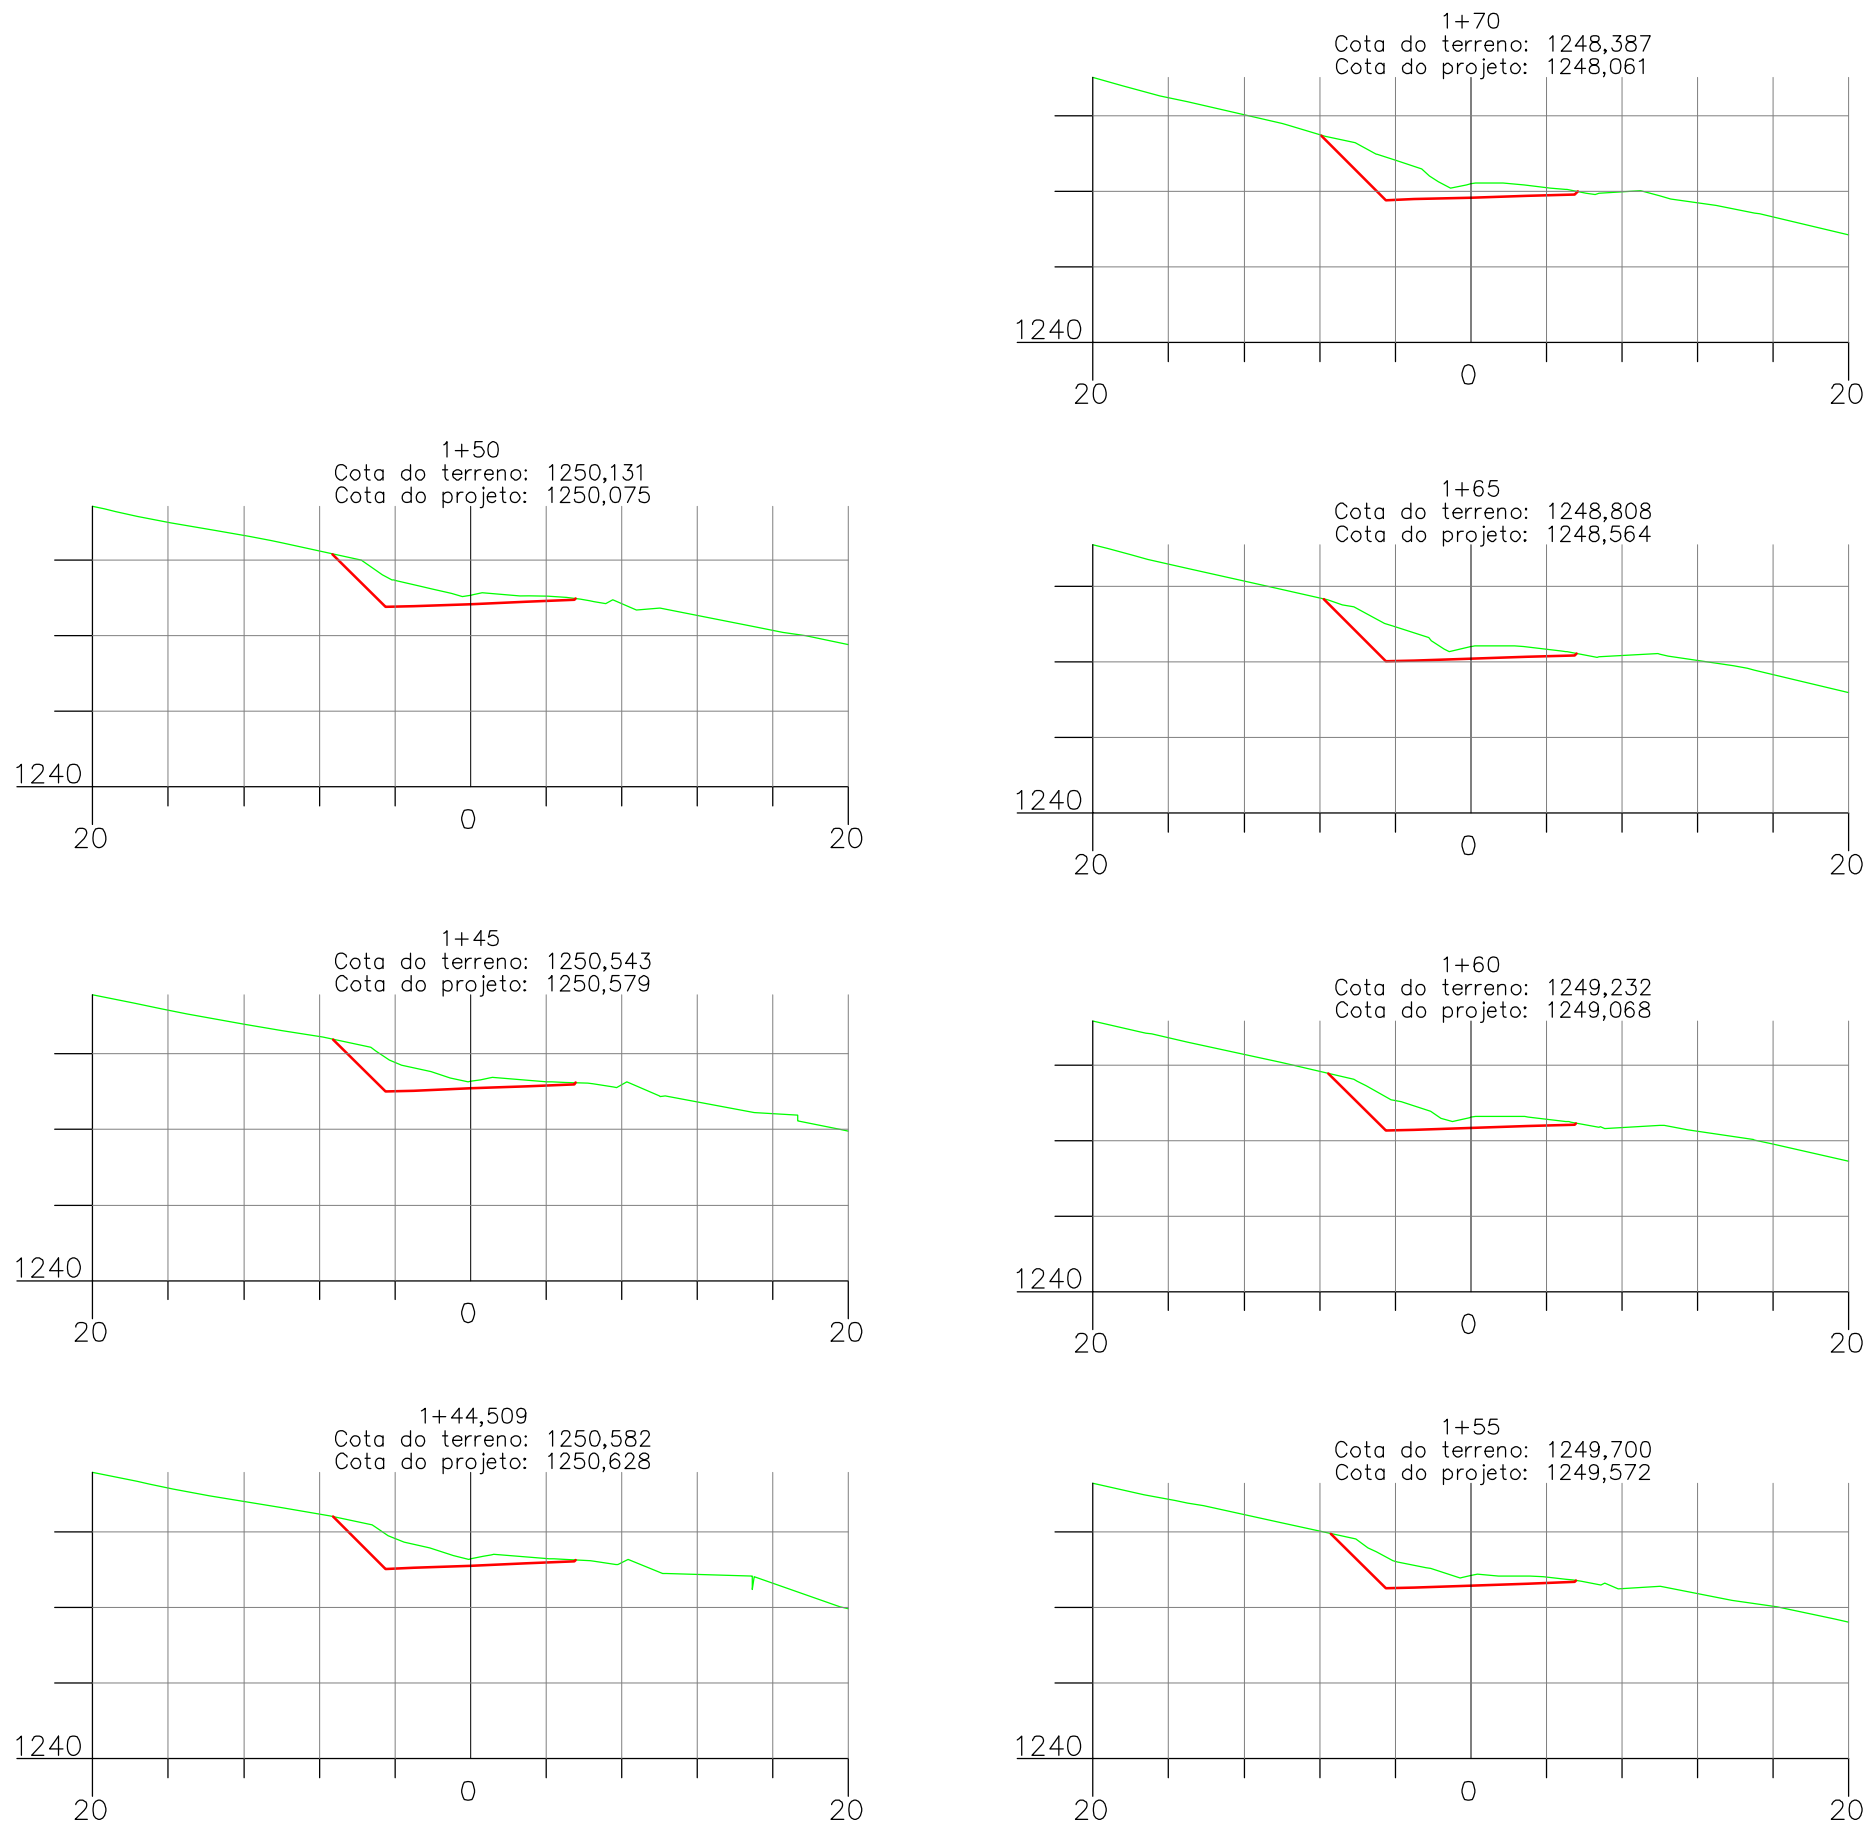 1+50
Cota do terreno: 1250,131
Cota do projeto: 1250,075
1240
20 0 20
1+45
Cota do terreno: 1250,543
Cota do projeto: 1250,579
1240
20 0 20
1+44,509
Cota do terreno: 1250,582
Cota do projeto: 1250,628
1240
20 0 20
1+70
Cota do terreno: 1248,387
Cota do projeto: 1248,061
1240
20 0 20
1+65
Cota do terreno: 1248,808
Cota do projeto: 1248,564
1240
20 0 20
1+60
Cota do terreno: 1249,232
Cota do projeto: 1249,068
1240
20 0 20
1+55
Cota do terreno: 1249,700
Cota do projeto: 1249,572
1240
20 0 20